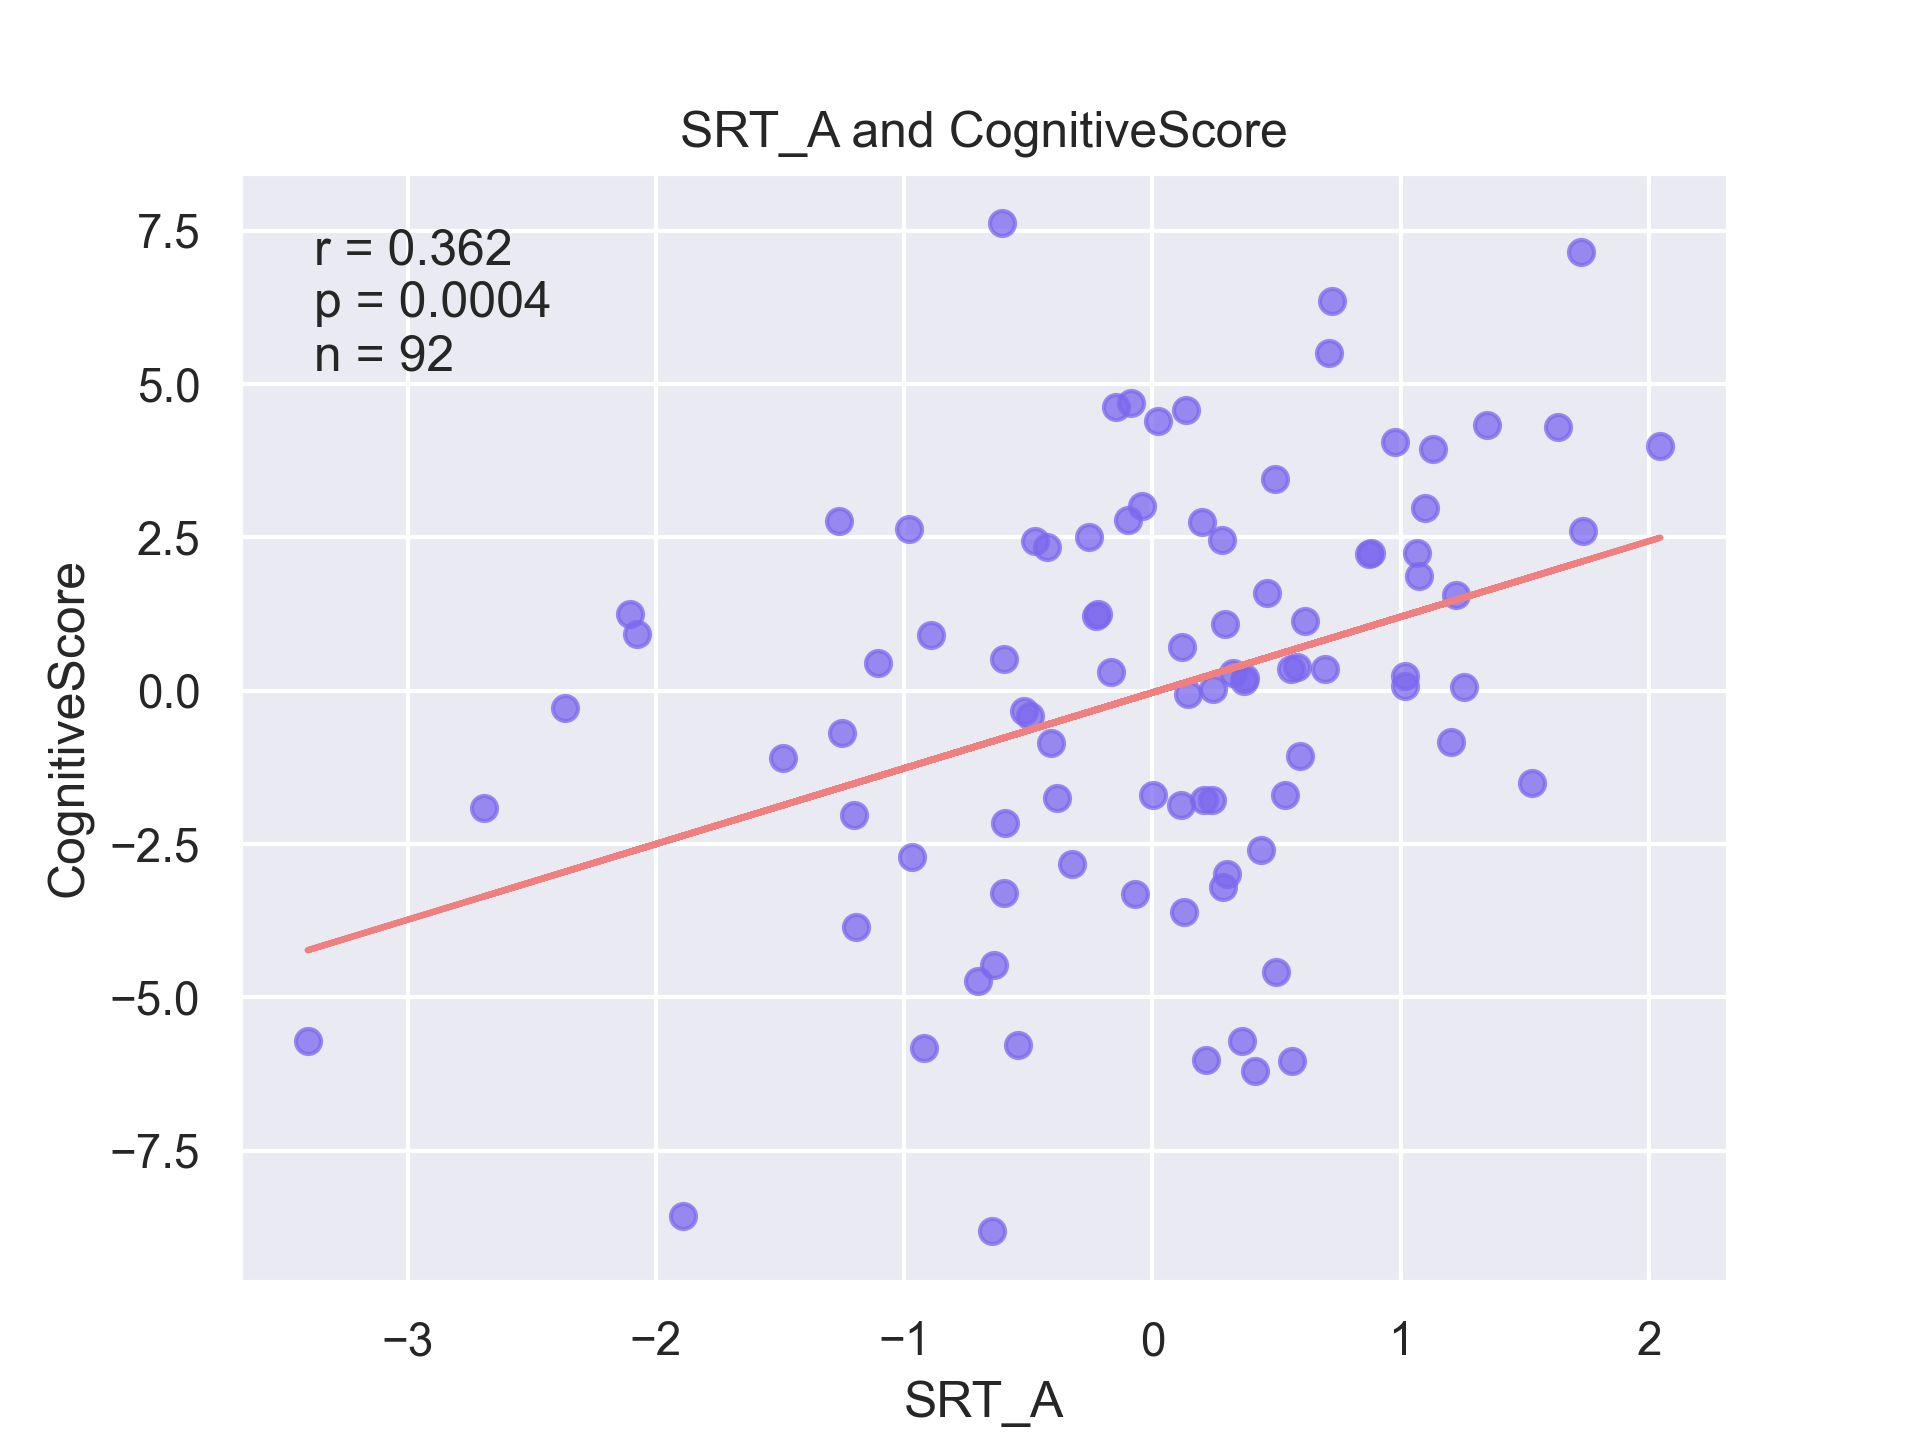 SRT_A and CognitiveScore
r = 0.362
p = 0.0004
n = 92
7.5
5.0
2.5
0.0
−2.5
−5.0
−7.5
CognitiveScore
−3 −2 −1 0 1 2
SRT_A